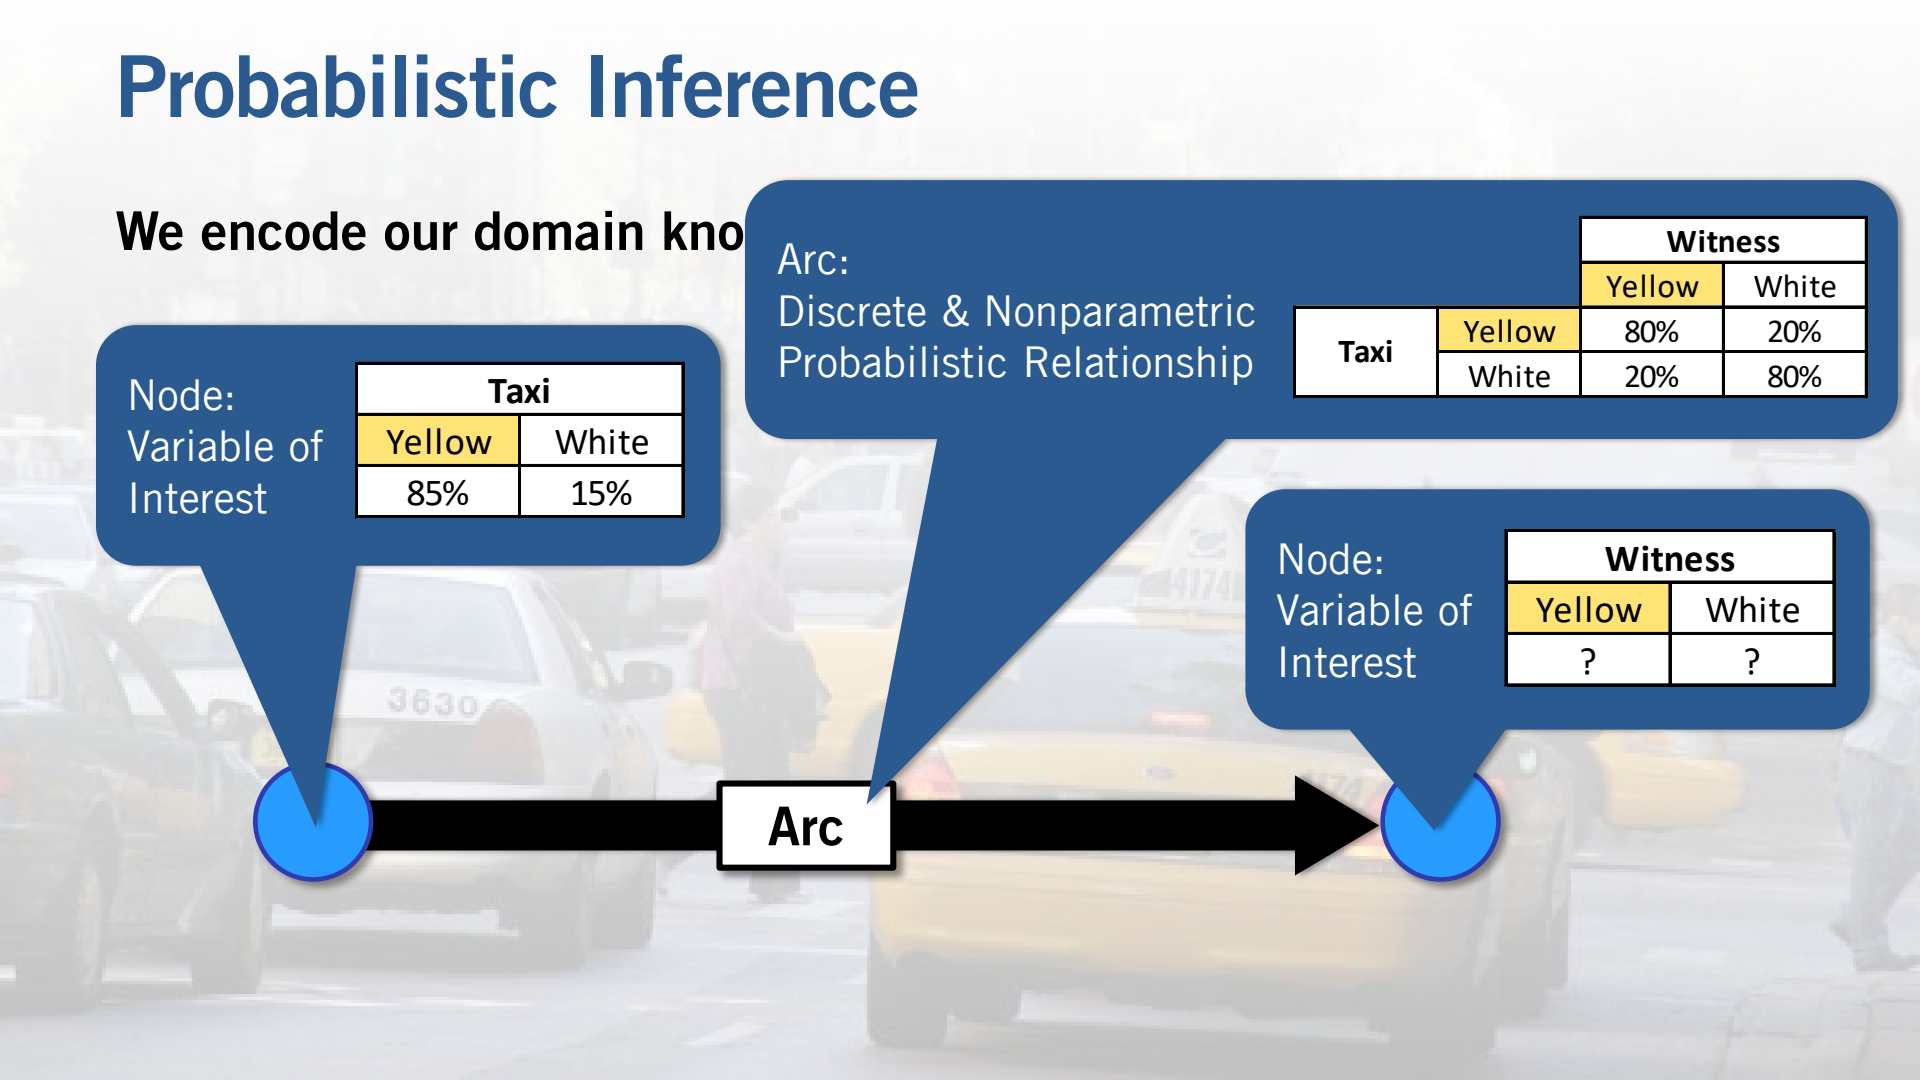 Probabilistic Inference
We encode our domain kno
Arc:
Discrete & Nonparametric
Probabilistic Relationship
Witness
Yellow White
Taxi Yellow 80% 20%
White 20% 80%
Node:
Variable of
Interest
Taxi
Yellow White
85% 15%
Node:
Variable of
Interest
Witness
Yellow White
? ?
3630
4174
Arc